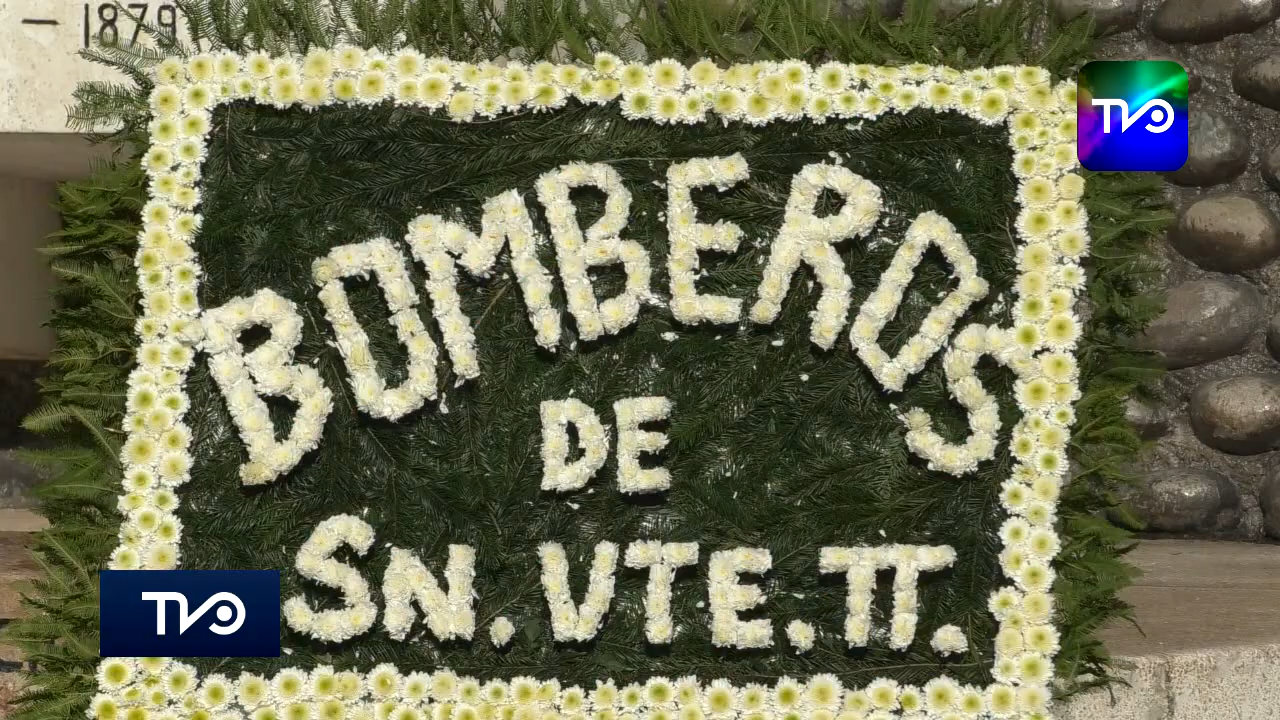 — 1879
TVO
BOMBEROS
DE
SN. VTE. TT.
TVO